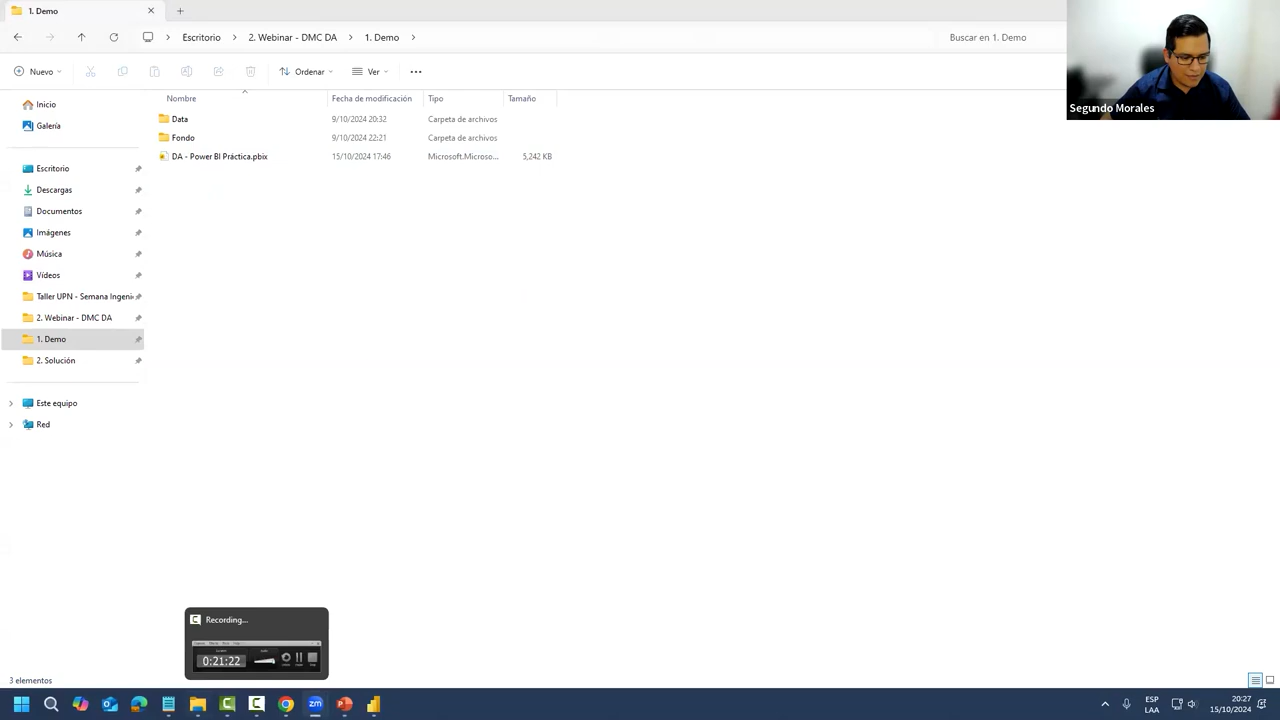 1. Demo
Escritorio
2. Webinar - DMC DA
1. Demo
Buscar en 1. Demo
Nuevo
Ordenar
Ver
Nombre
Fecha de modificación
Tipo
Tamaño
Data
9/10/2024 20:32
Carpeta de archivos
Fondo
9/10/2024 22:21
Carpeta de archivos
DA - Power BI Práctica.pbix
15/10/2024 17:46
Microsoft.Microso...
5,242 KB
Inicio
Galería
Escritorio
Descargas
Documentos
Imágenes
Música
Vídeos
Taller UPN - Semana Ingeni
2. Webinar - DMC DA
1. Demo
2. Solución
Este equipo
Red
Segundo Morales
Recording...
0:21:22
3 elementos
ESP
LAA
20:27
15/10/2024